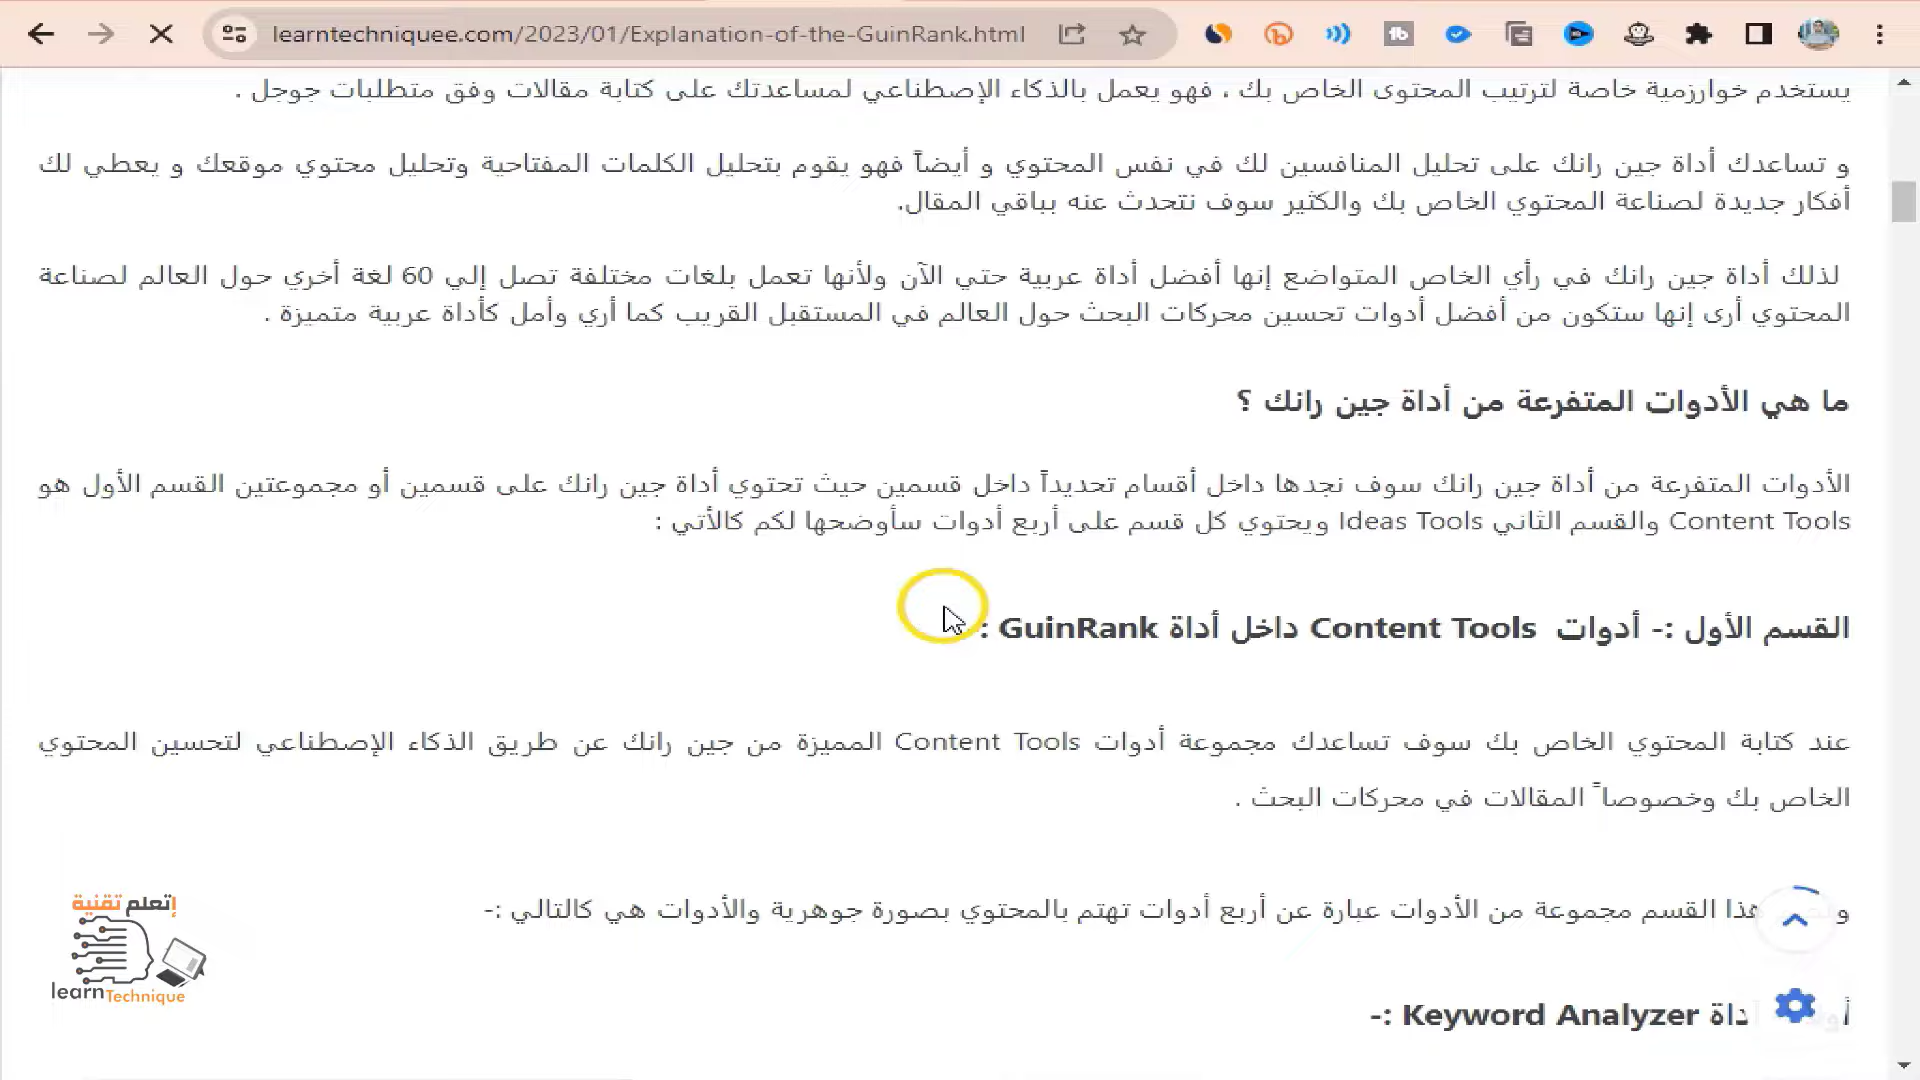 learntechniquee.com/2023/01/Explanation-of-the-GuinRank.html
يستخدم خوارزمية خاصة لترتيب المحتوى الخاص بك ، فهو يعمل بالذكاء الإصطناعي لمساعدتك على كتابة مقالات وفق متطلبات جوجل .
و تساعدك أداة جين رانك على تحليل المنافسين لك في نفس المحتوي و أيضاً فهو يقوم بتحليل الكلمات المفتاحية وتحليل محتوي موقعك و يعطي لك
أفكار جديدة لصناعة المحتوي الخاص بك والكثير سوف نتحدث عنه بباقي المقال.
لذلك أداة جين رانك في رأي الخاص المتواضع إنها أفضل أداة عربية حتي الآن ولأنها تعمل بلغات مختلفة تصل إلي 60 لغة أخري حول العالم لصناعة
المحتوي أرى إنها ستكون من أفضل أدوات تحسين محركات البحث حول العالم في المستقبل القريب كما أري وأمل كأداة عربية متميزة .
ما هي الأدوات المتفرعة من أداة جين رانك ؟
الأدوات المتفرعة من أداة جين رانك سوف نجدها داخل أقسام تحديداً داخل قسمين حيث تحتوي أداة جين رانك على قسمين أو مجموعتين القسم الأول هو
Content Tools والقسم الثاني Ideas Tools ويحتوي كل قسم على أربع أدوات سأوضحها لكم كالأتي :
القسم الأول :- أدوات Content Tools داخل أداة GuinRank :-
عند كتابة المحتوي الخاص بك سوف تساعدك مجموعة أدوات Content Tools المميزة من جين رانك عن طريق الذكاء الإصطناعي لتحسين المحتوي
الخاص بك وخصوصا ً المقالات في محركات البحث .
هذا القسم مجموعة من الأدوات عبارة عن أربع أدوات تهتم بالمحتوي بصورة جوهرية والأدوات هي كالتالي :-
إتعلم تقنية
learnTechnique
Keyword Analyzer :-